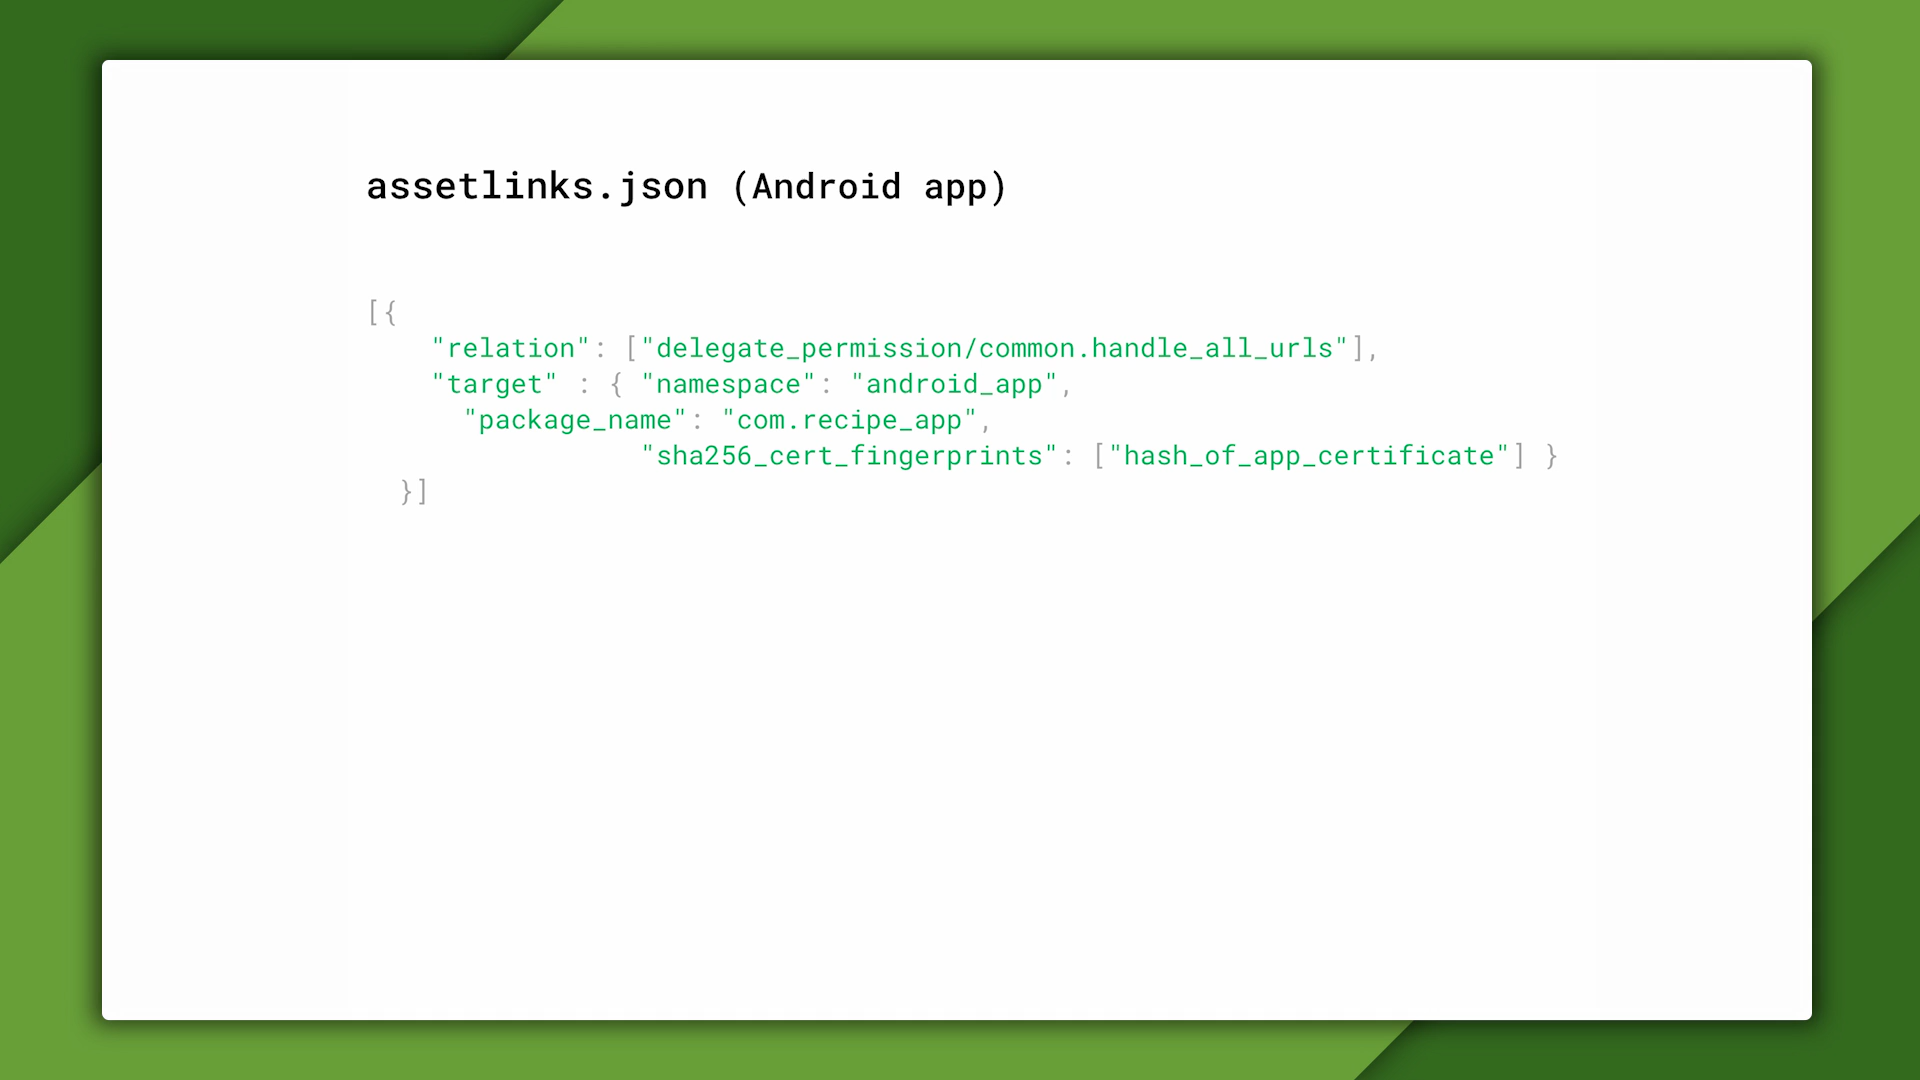 assetlinks.json (Android app)
[{
"relation": ["delegate_permission/common.handle_all_urls"],
"target" : { "namespace": "android_app",
"package_name": "com.recipe_app",
"sha256_cert_fingerprints": ["hash_of_app_certificate"] }
}]